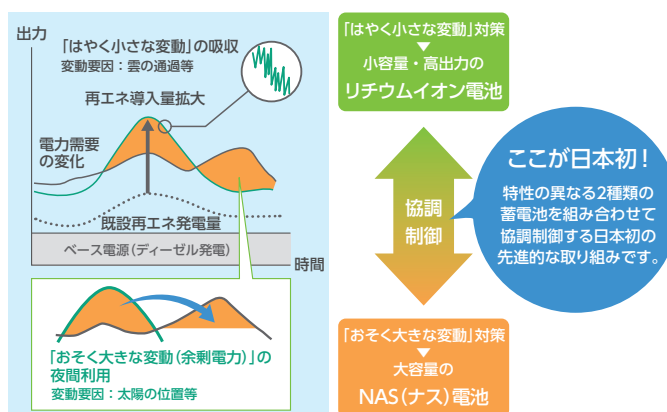 出力
「はやく小さな変動」の吸収
変動要因：雲の通過等
再エネ導入量拡大
電力需要
の変化
既設再エネ発電量
ベース電源（ディーゼル発電）
時間
「おそく大きな変動（余剰電力）」の
夜間利用
変動要因：太陽の位置等
「はやく小さな変動」対策
小容量・高出力の
リチウムイオン電池
協調
制御
ここが日本初！
特性の異なる2種類の
蓄電池を組み合わせて
協調制御する日本初の
先進的な取り組みです。
「おそく大きな変動」対策
大容量の
NAS（ナス）電池